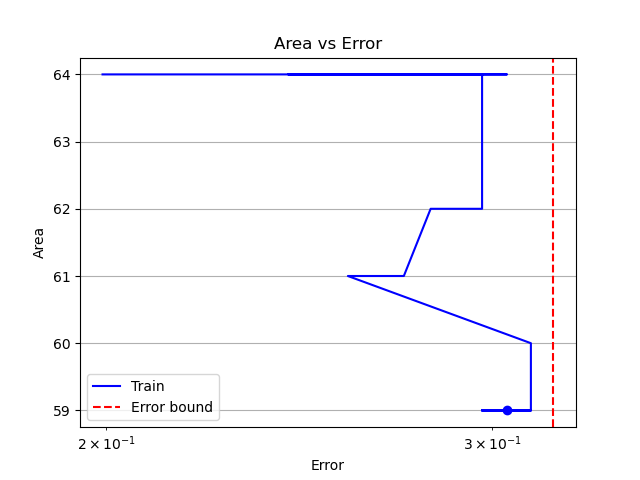 Area vs Error
64
63
62
61
60
59
Area
Train
Error bound
2 × 10⁻¹
3 × 10⁻¹
Error